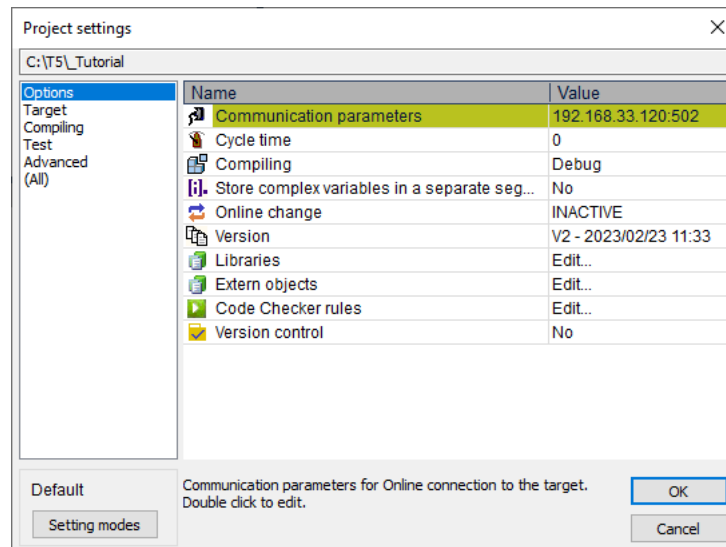 Project settings
C:\T5\_Tutorial
Options
Target
Compiling
Test
Advanced
(All)
Name Value
Communication parameters 192.168.33.120:502
Cycle time 0
Compiling Debug
Store complex variables in a separate seg... No
Online change INACTIVE
Version V2 - 2023/02/23 11:33
Libraries Edit...
Extern objects Edit...
Code Checker rules Edit...
Version control No
Default
Setting modes
Communication parameters for Online connection to the target.
Double click to edit.
OK
Cancel